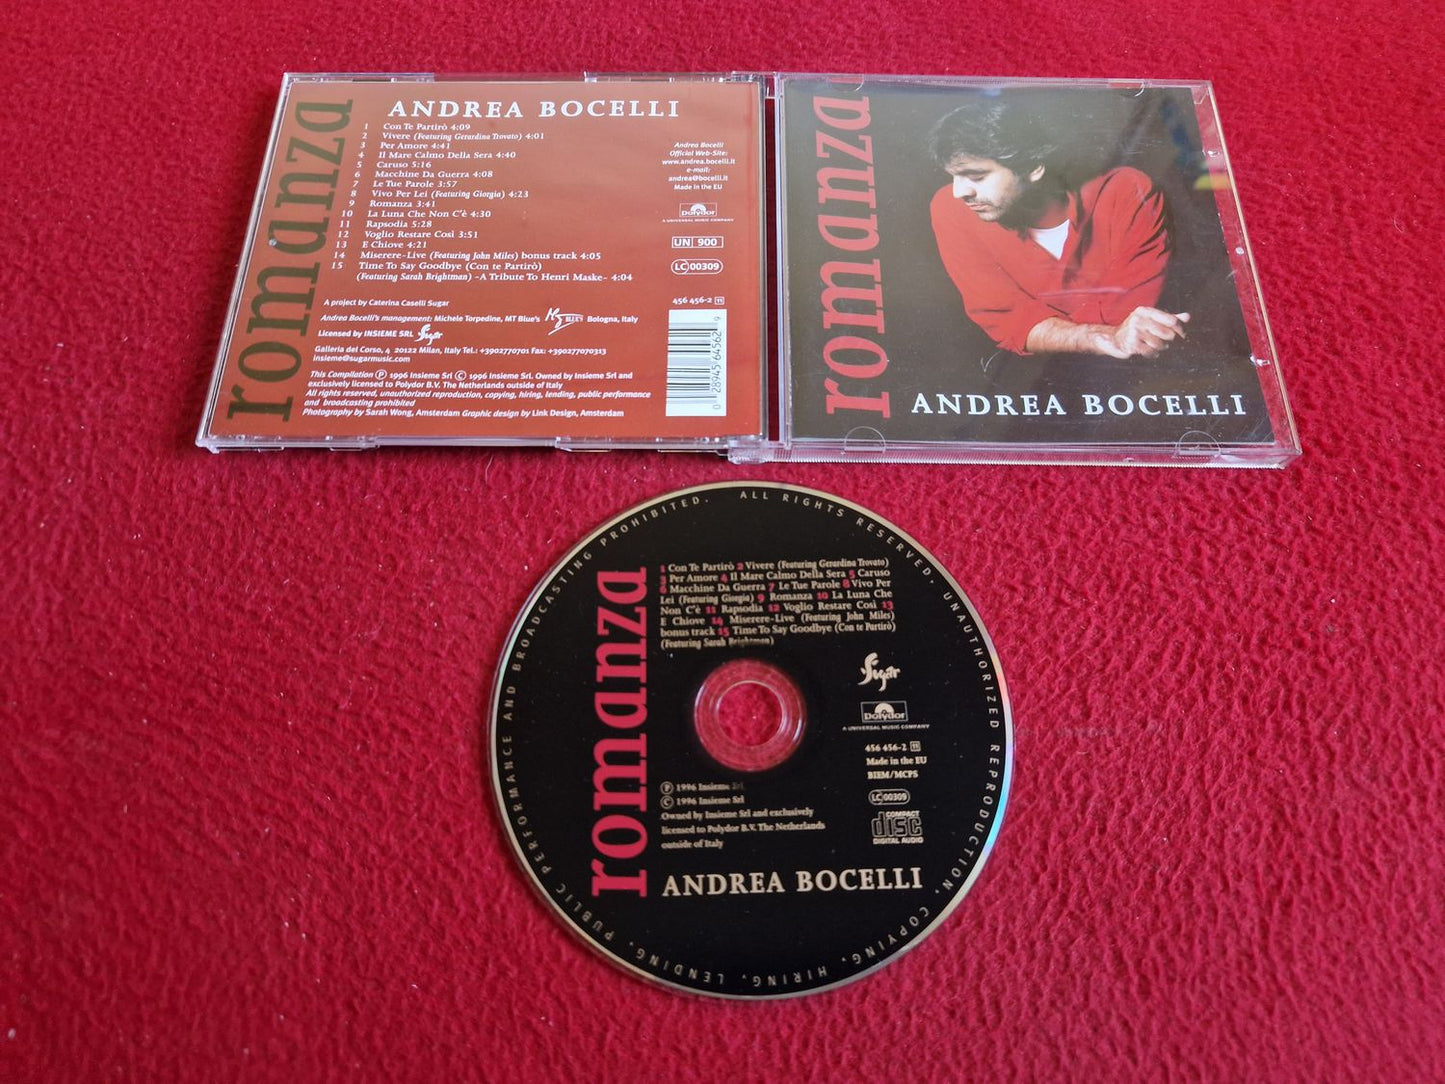 romanza
ANDREA BOCELLI
1 Con Te Partirò 4:09
2 Vivere (Featuring Gerardina Trovato) 4:01
3 Per Amore 4:41
4 Il Mare Calmo Della Sera 4:40
5 Caruso 5:16
6 Macchine Da Guerra 4:08
7 Le Tue Parole 3:57
8 Vivo Per Lei (Featuring Giorgia) 4:23
9 Romanza 3:41
10 La Luna Che Non C'è 4:30
11 Rapsodia 5:28
12 Voglio Restare Così 3:51
13 E Chiove 4:21
14 Miserere-Live (Featuring John Miles) bonus track 4:05
15 Time To Say Goodbye (Con te Partirò)
(Featuring Sarah Brightman) -A Tribute To Henri Maske- 4:04
Andrea Bocelli
Official Web-Site:
www.andrea.bocelli.it
e-mail:
andrea@bocelli.it
Made in the EU
Polydor
A UNIVERSAL MUSIC COMPANY
UN 900
LC 00309
456 456-2 11
A project by Caterina Caselli Sugar
Andrea Bocelli's management: Michele Torpedine, MT Blue's BLUE'S Bologna, Italy
Licensed by INSIEME SRL Sugar
Galleria del Corso, 4 20122 Milan, Italy Tel.: +3902770701 Fax: +390277070313
insieme@sugarmusic.com
This Compilation Ⓟ 1996 Insieme Srl Ⓒ 1996 Insieme Srl. Owned by Insieme Srl and
exclusively licensed to Polydor B.V. The Netherlands outside of Italy
All rights reserved, unauthorized reproduction, copying, hiring, lending, public performance
and broadcasting prohibited
Photography by Sarah Wong, Amsterdam Graphic design by Link Design, Amsterdam
0 28945 64562 9
romanza
ANDREA BOCELLI
ALL RIGHTS RESERVED. UNAUTHORIZED REPRODUCTION, COPYING, HIRING, LENDING, PUBLIC PERFORMANCE AND BROADCASTING PROHIBITED.
romanza
1 Con Te Partirò 2 Vivere (Featuring Gerardina Trovato)
3 Per Amore 4 Il Mare Calmo Della Sera 5 Caruso
6 Macchine Da Guerra 7 Le Tue Parole 8 Vivo Per
Lei (Featuring Giorgia) 9 Romanza 10 La Luna Che
Non C'è 11 Rapsodia 12 Voglio Restare Così 13
E Chiove 14 Miserere-Live (Featuring John Miles)
bonus track 15 Time To Say Goodbye (Con te Partirò)
(Featuring Sarah Brightman)
Sugar
Polydor
A UNIVERSAL MUSIC COMPANY
456 456-2 11
Made in the EU
BIEM/MCPS
LC 00309
COMPACT
disc
DIGITAL AUDIO
Ⓟ 1996 Insieme Srl
Ⓒ 1996 Insieme Srl
Owned by Insieme Srl and exclusively
licensed to Polydor B.V. The Netherlands
outside of Italy
ANDREA BOCELLI